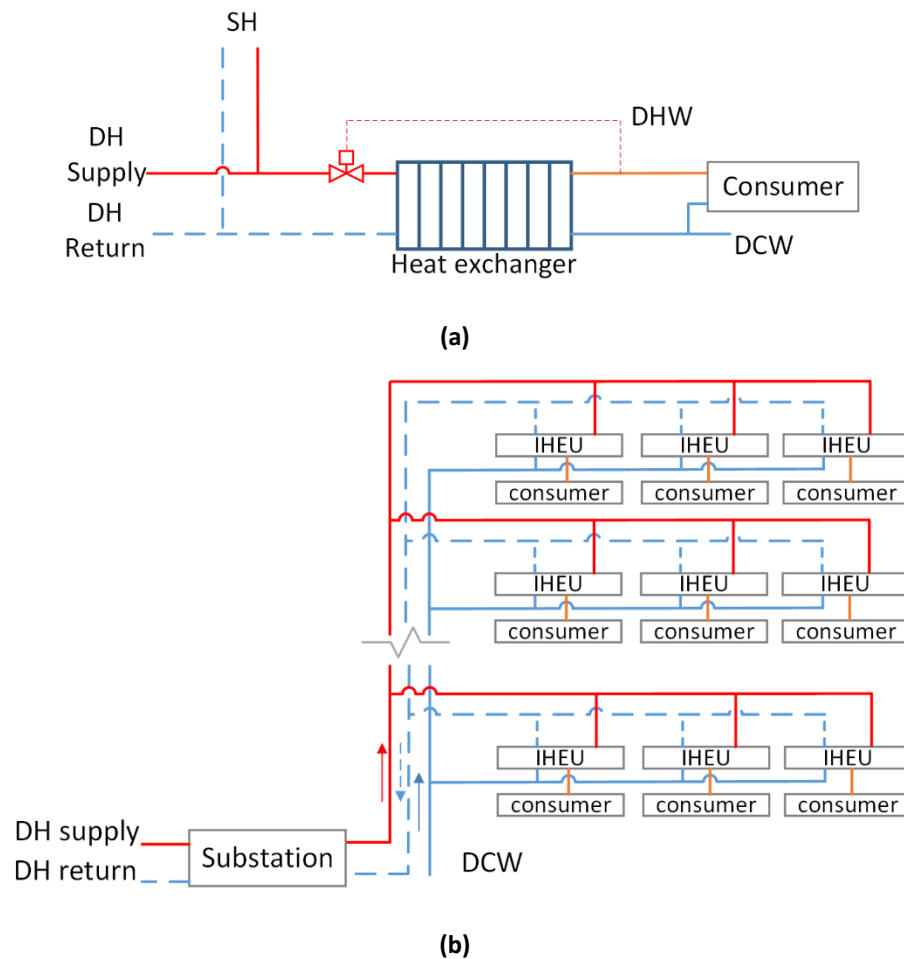 SH
DH
Supply
DHW
Consumer
DH
Return
DCW
Heat exchanger
(a)
IHEU IHEU IHEU
consumer consumer consumer
IHEU IHEU IHEU
consumer consumer consumer
IHEU IHEU IHEU
consumer consumer consumer
DH supply
Substation
DH return
DCW
(b)